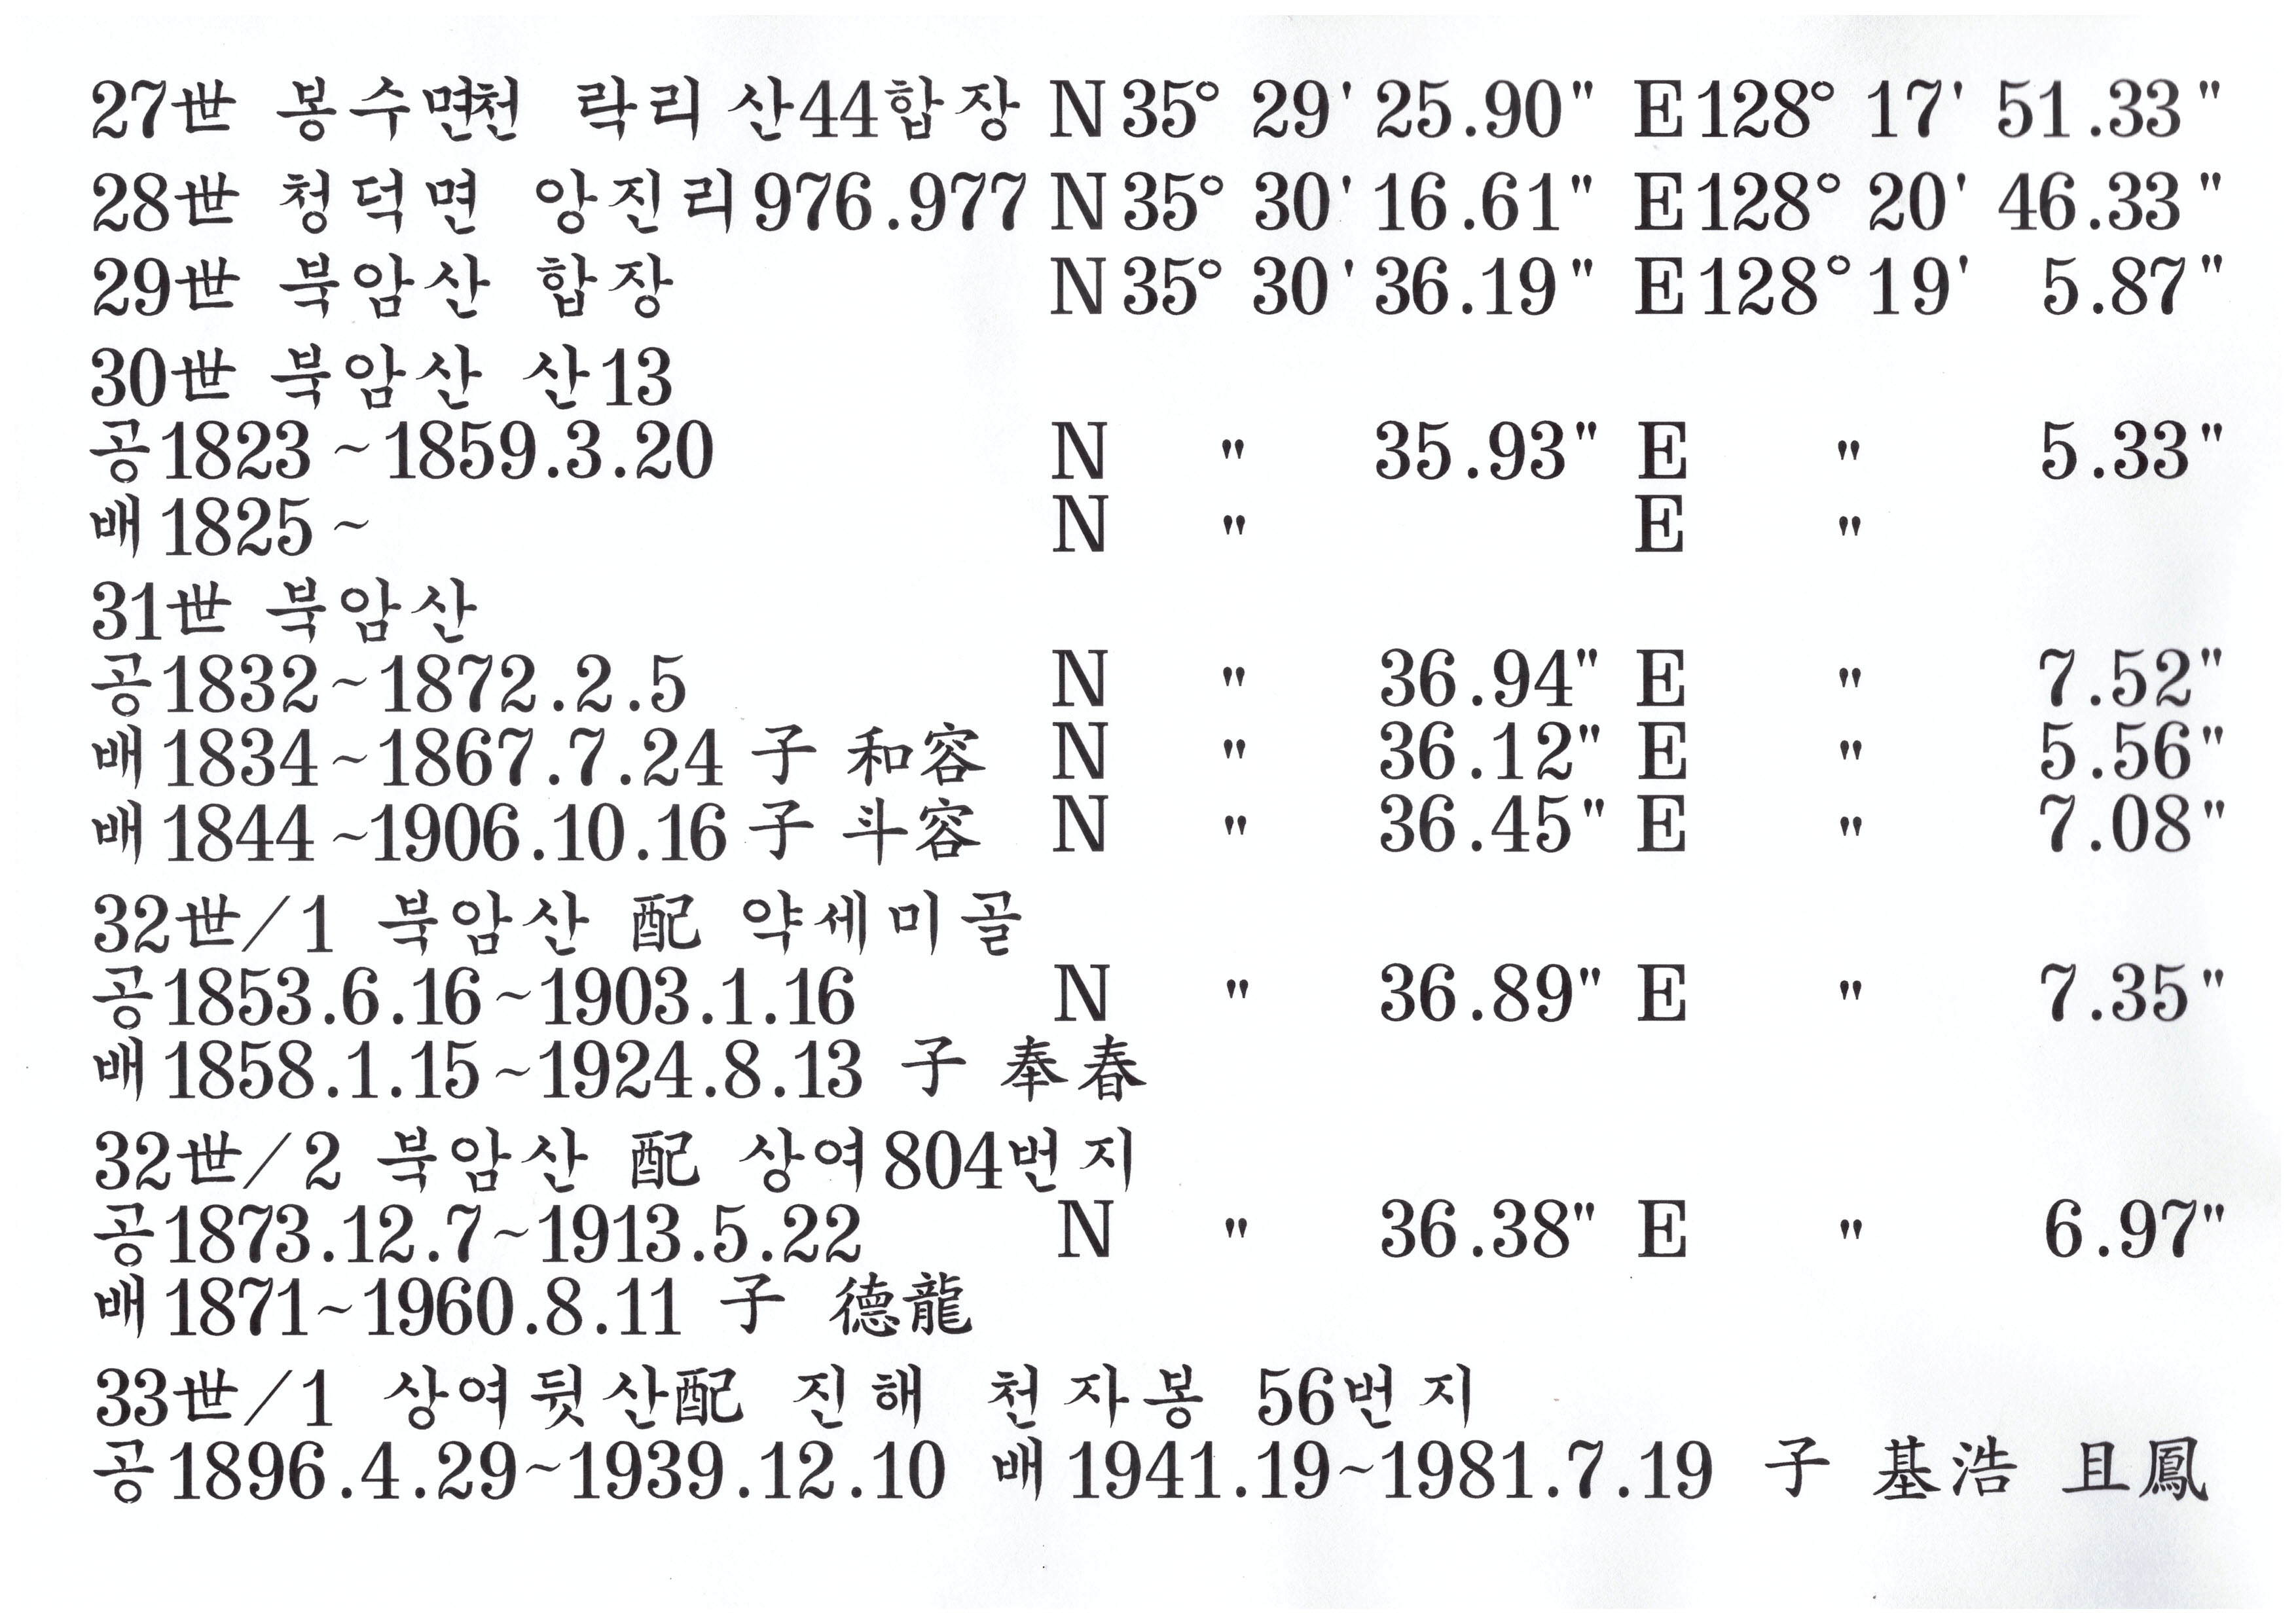 27世 봉수면천 락리 산44합장 N35° 29' 25.90" E128° 17' 51.33"
28世 청덕면 앙진리976.977 N35° 30' 16.61" E128° 20' 46.33"
29世 북암산 합장 N35° 30' 36.19" E128° 19' 5.87"
30世 북암산 산13
공1823~1859.3.20 N " 35.93" E " 5.33"
배1825~ N " E "
31世 북암산
공1832~1872.2.5 N " 36.94" E " 7.52"
배1834~1867.7.24 子 和容 N " 36.12" E " 5.56"
배1844~1906.10.16 子 斗容 N " 36.45" E " 7.08"
32世/1 북암산 配 약세미골
공1853.6.16~1903.1.16 N " 36.89" E " 7.35"
배1858.1.15~1924.8.13 子 奉春
32世/2 북암산 配 상여804번지
공1873.12.7~1913.5.22 N " 36.38" E " 6.97"
배1871~1960.8.11 子 德龍
33世/1 상여뒷산配 진해 천자봉 56번지
공1896.4.29~1939.12.10 배1941.19~1981.7.19 子 基浩 且鳳